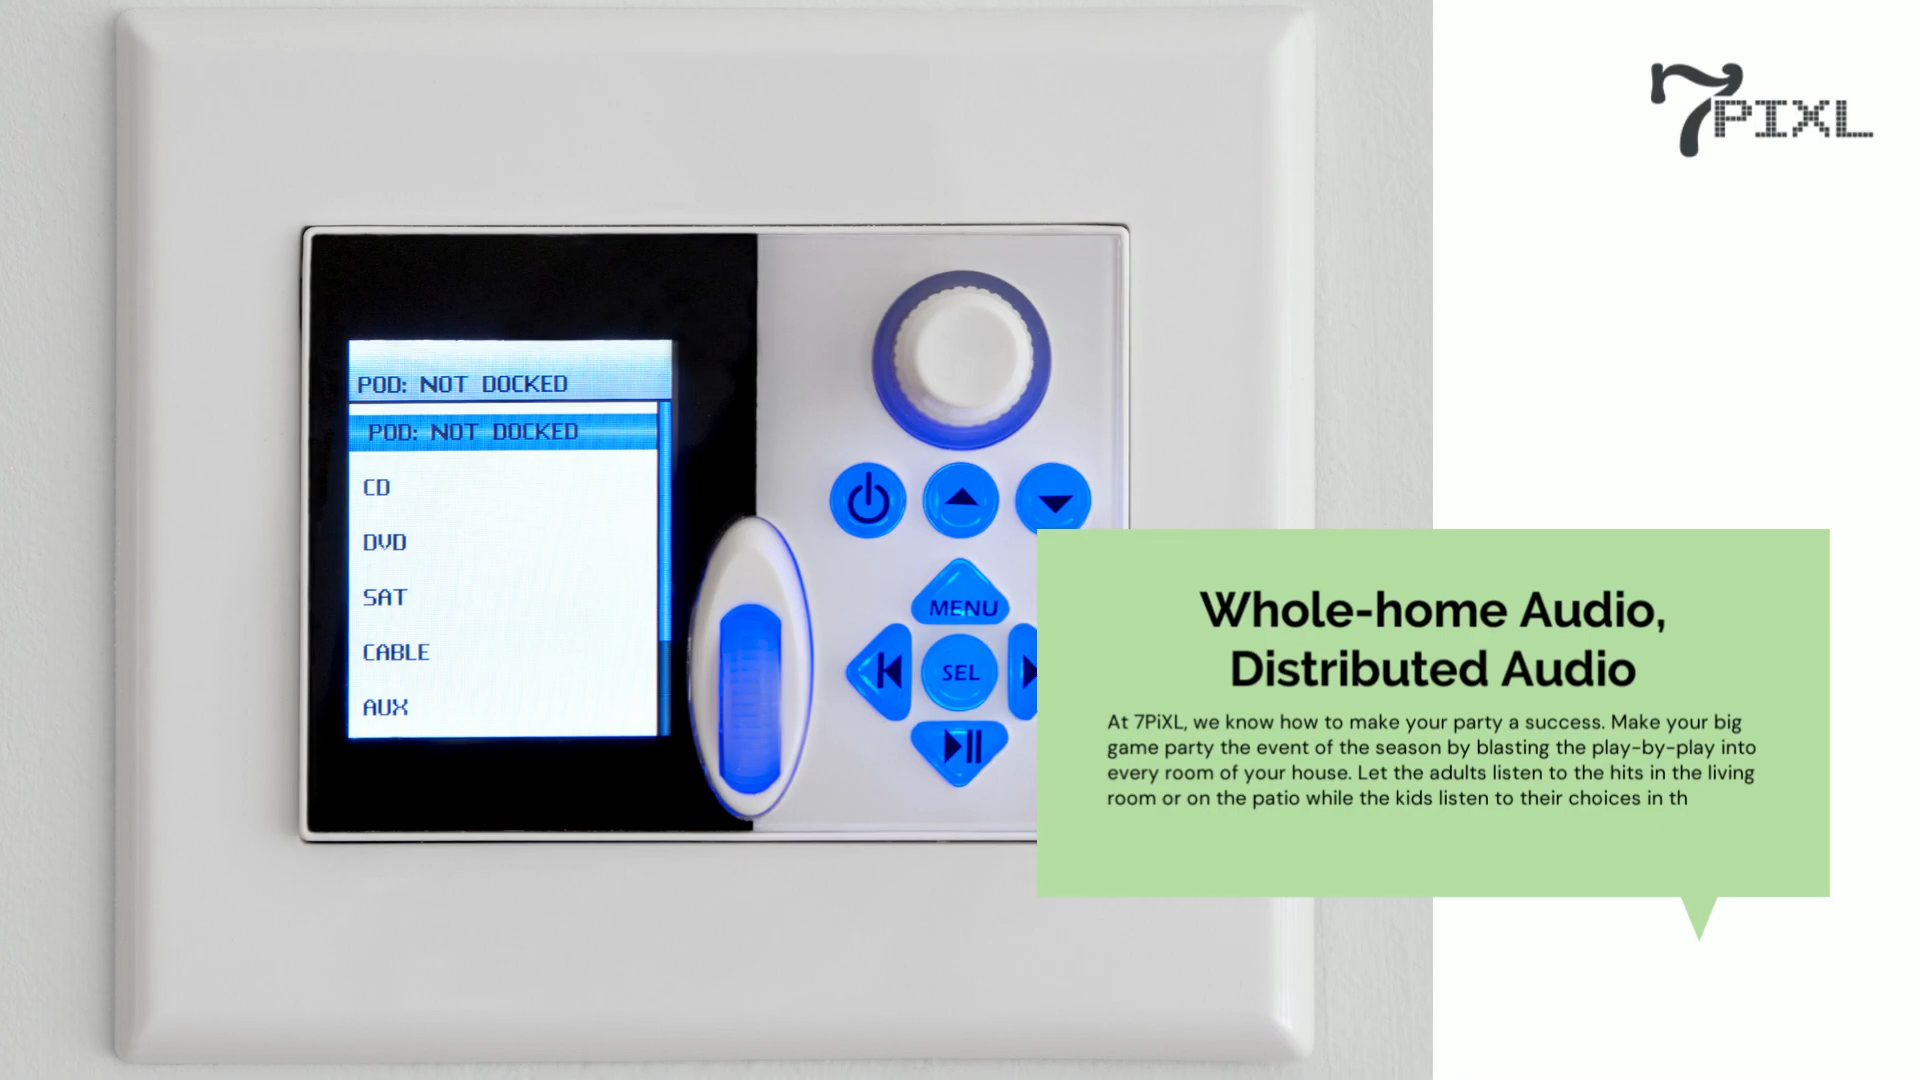 7PIXL
POD: NOT DOCKED
POD: NOT DOCKED
CD
DVD
SAT
CABLE
AUX
MENU
SEL
Whole-home Audio,
Distributed Audio
At 7PiXL, we know how to make your party a success. Make your big
game party the event of the season by blasting the play-by-play into
every room of your house. Let the adults listen to the hits in the living
room or on the patio while the kids listen to their choices in th